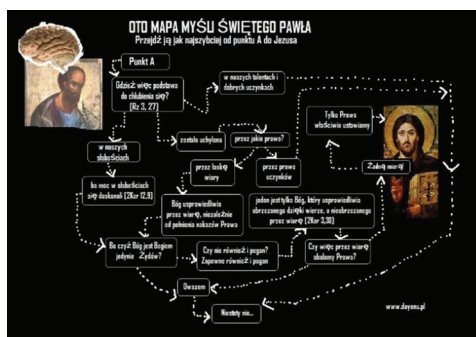 OTO MAPA MYŚLI ŚWIĘTEGO PAWŁA
Przejdź ją jak najszybciej od punktu A do Jezusa
Punkt A
Gdzież więc podstawa
do chlubienia się?
[Rz 3, 27]
w naszych talentach i
dobrych uczynkach
w naszych
słabościach
została uchylona
przez jakie prawo?
Tylko Prawo
właściwie ustawiamy
bo moc w słabościach
się doskonali [2Kor 12,9]
przez łaskę
wiary
przez prawo
uczynków
Żadną miarą!
Bóg usprawiedliwia
przez wiarę, niezależnie
od pełnienia nakazów Prawa
jeden jest tylko Bóg, który usprawiedliwia
obrzezanego dzięki wierze, a nieobrzezanego
przez wiarę [2Kor 3,30]
Bo czyż Bóg jest Bogiem
jedynie Żydów?
Czy nie również i pogan?
Zapewne również i pogan
Czy więc przez wiarę
obalamy Prawo?
Owszem
Niestety nie...
www.dayenu.pl